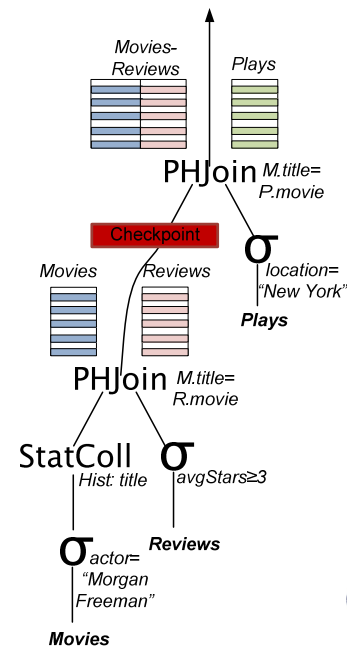 Movies-
Reviews
Plays
PHJoin M.title=
P.movie
Checkpoint
σ
location=
“New York”
Plays
Movies
Reviews
PHJoin M.title=
R.movie
StatColl
Hist: title
σ
avgStars≥3
Reviews
σ
actor=
“Morgan
Freeman”
Movies